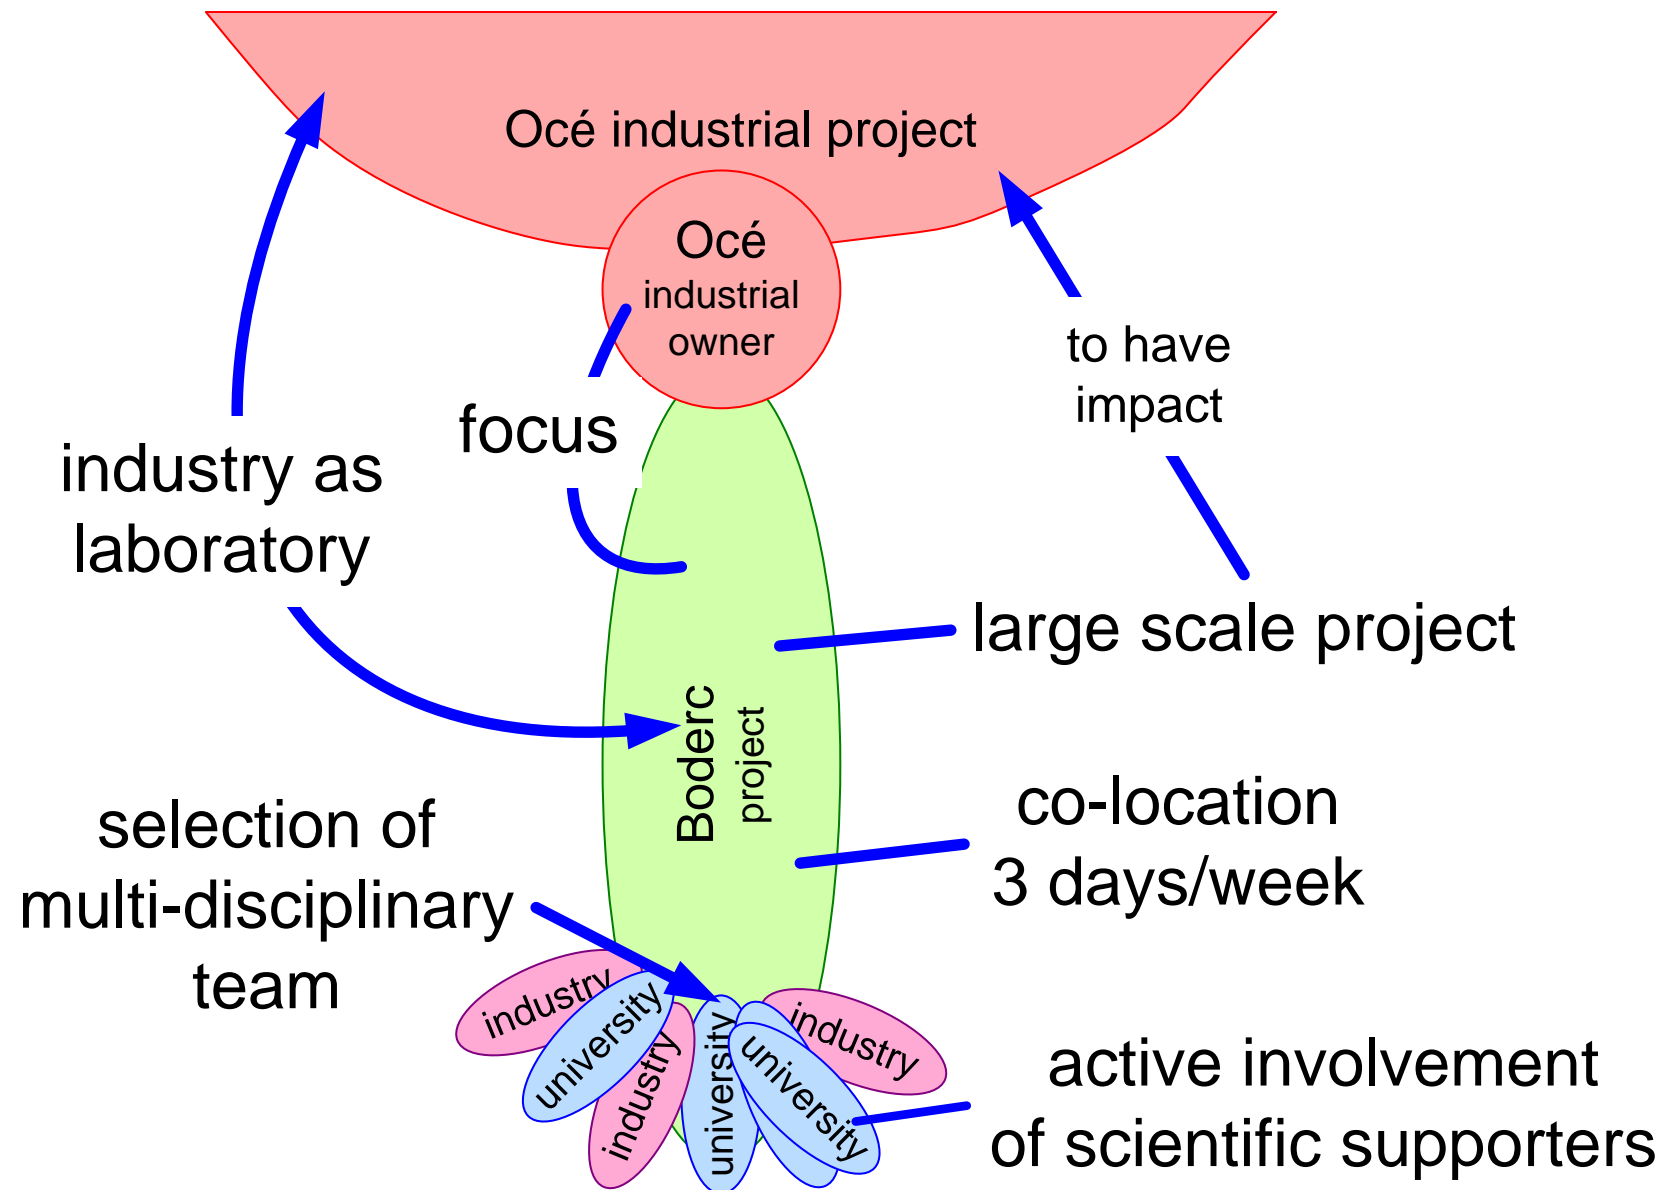 Océ industrial project
Océ
industrial
owner
to have
impact
focus
industry as
laboratory
large scale project
Boderc
project
co-location
3 days/week
selection of
multi-disciplinary
team
industry
university
industry
university
university
industry
active involvement
of scientific supporters